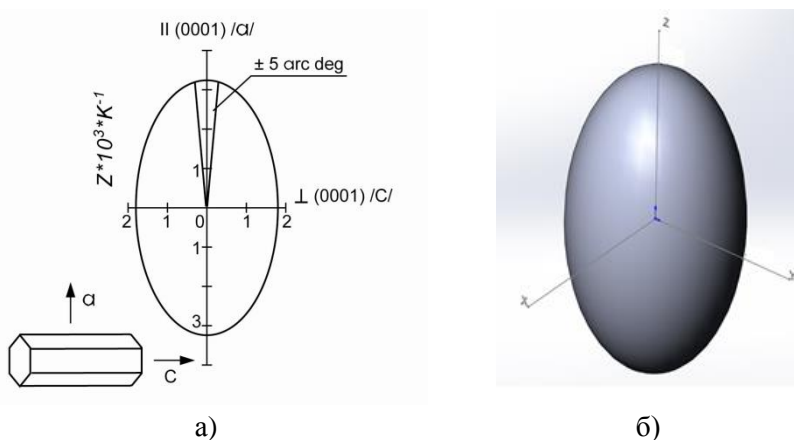 II (0001) /α/
± 5 arc deg
Z*10³*K⁻¹
1
⊥ (0001) /C/
2 1 0 1 2
1
3
α
C
a)
z
x
Y
б)